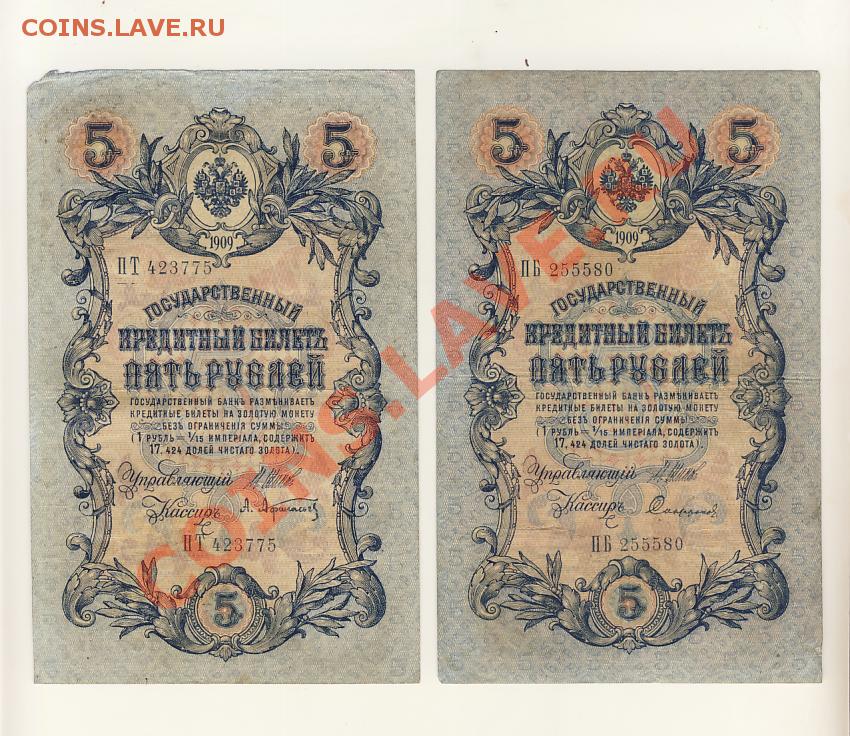 COINS.LAVE.RU
5 5
1909
ПТ 423775
ГОСУДАРСТВЕННЫЙ
КРЕДИТНЫЙ БИЛЕТЪ
ПЯТЬ РУБЛЕЙ
ГОСУДАРСТВЕННЫЙ БАНКЪ РАЗМѢНИВАЕТЪ
КРЕДИТНЫЕ БИЛЕТЫ НА ЗОЛОТУЮ МОНЕТУ
БЕЗЪ ОГРАНИЧЕНІЯ СУММЫ
(1 РУБЛЬ = 1/15 ИМПЕРІАЛА, СОДЕРЖИТЪ
17,424 ДОЛЕЙ ЧИСТАГО ЗОЛОТА).
Управляющій
Кассиръ
ПТ 423775
5
5 5
1909
ПБ 255580
ГОСУДАРСТВЕННЫЙ
КРЕДИТНЫЙ БИЛЕТЪ
ПЯТЬ РУБЛЕЙ
ГОСУДАРСТВЕННЫЙ БАНКЪ РАЗМѢНИВАЕТЪ
КРЕДИТНЫЕ БИЛЕТЫ НА ЗОЛОТУЮ МОНЕТУ
БЕЗЪ ОГРАНИЧЕНІЯ СУММЫ
(1 РУБЛЬ = 1/15 ИМПЕРІАЛА, СОДЕРЖИТЪ
17,424 ДОЛЕЙ ЧИСТАГО ЗОЛОТА).
Управляющій
Кассиръ
ПБ 255580
5
COINS.LAVE.RU